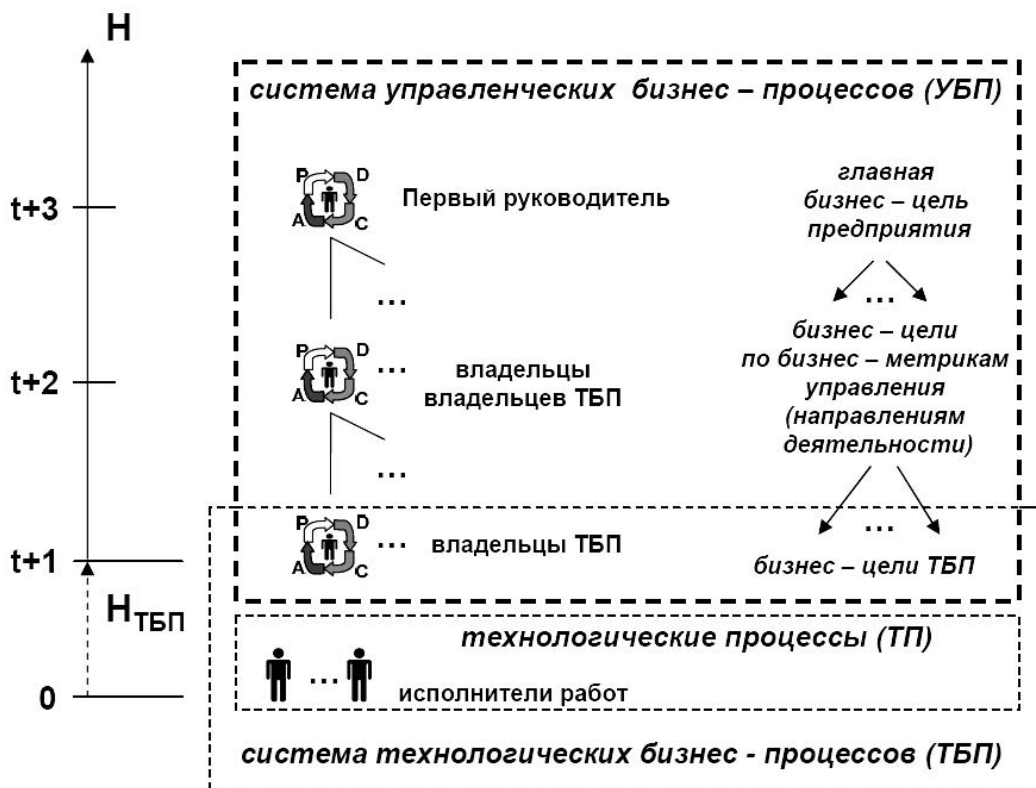 H
система управленческих бизнес – процессов (УБП)
P D
A C
Первый руководитель
главная
бизнес – цель
предприятия
t+3
...
...
бизнес – цели
по бизнес – метрикам
управления
(направлениям
деятельности)
P D
A C
...
владельцы
владельцев ТБП
t+2
...
...
P D
A C
...
владельцы ТБП
бизнес – цели ТБП
t+1
HТБП
технологические процессы (ТП)
...
исполнители работ
0
система технологических бизнес - процессов (ТБП)